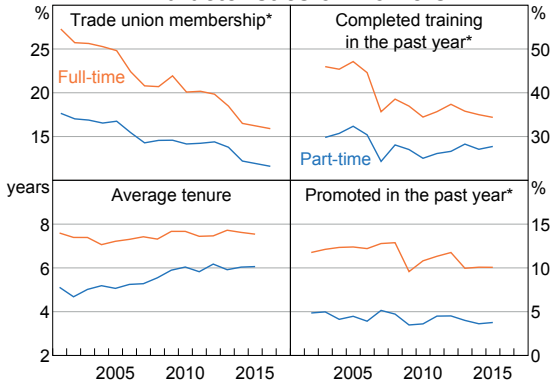 %
Trade union membership*
Completed training
in the past year*
%
25
20
15
Full-time
Part-time
50
40
30
years
Average tenure
Promoted in the past year*
%
8
6
4
2
15
10
5
0
2005
2010
2015
2005
2010
2015